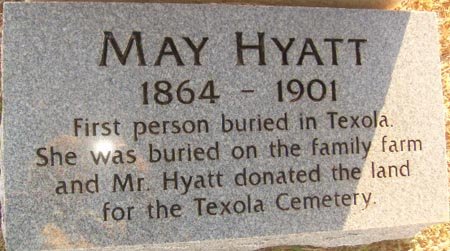 MAY HYATT
1864 - 1901
First person buried in Texola.
She was buried on the family farm
and Mr. Hyatt donated the land
for the Texola Cemetery.